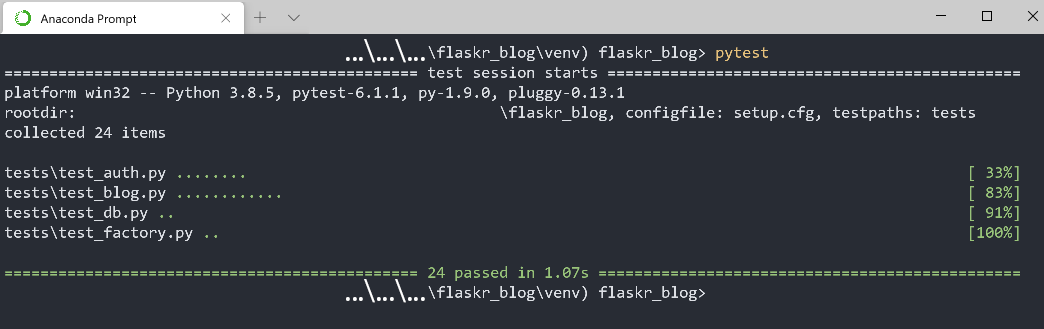 Anaconda Prompt
...\...\...\flaskr_blog\venv) flaskr_blog> pytest
============================================== test session starts ==============================================
platform win32 -- Python 3.8.5, pytest-6.1.1, py-1.9.0, pluggy-0.13.1
rootdir: \flaskr_blog, configfile: setup.cfg, testpaths: tests
collected 24 items
tests\test_auth.py ........ [ 33%]
tests\test_blog.py ............ [ 83%]
tests\test_db.py .. [ 91%]
tests\test_factory.py .. [100%]
============================================== 24 passed in 1.07s ===============================================
...\...\...\flaskr_blog\venv) flaskr_blog>